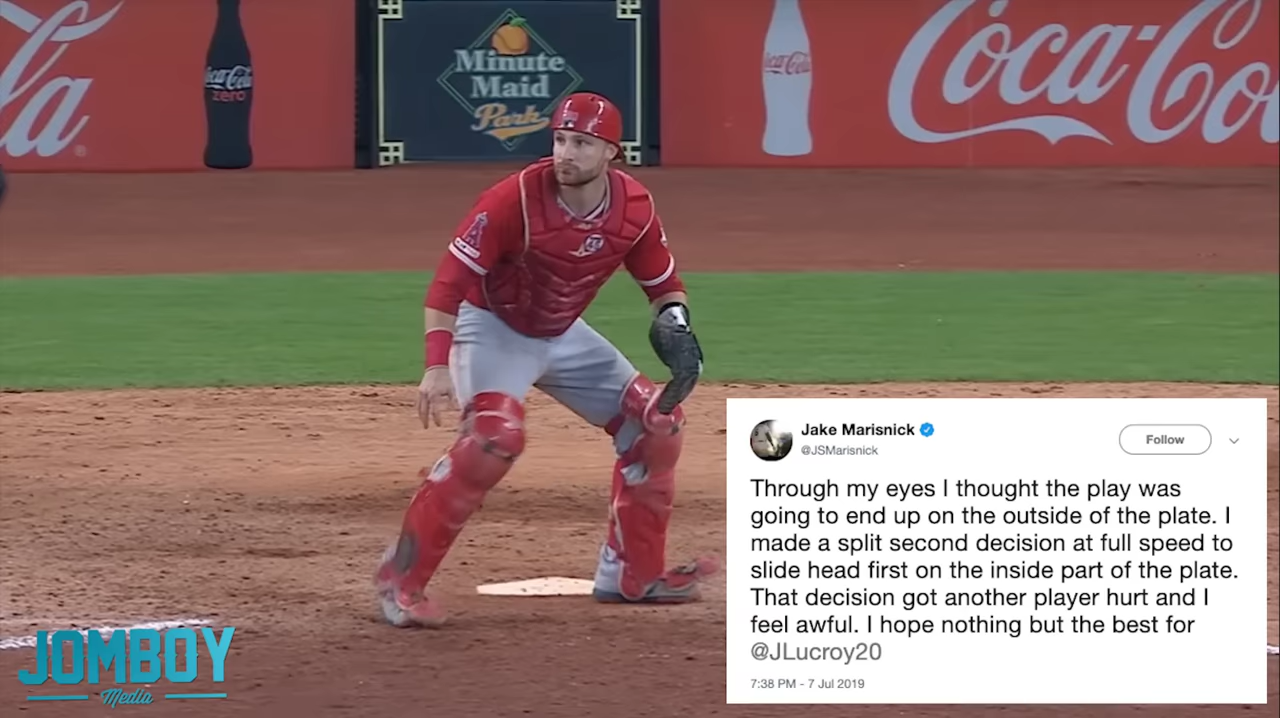 Coca-Cola
zero
Minute
Maid
Park
Coca-Cola
Coca-Co
Jake Marisnick
@JSMarisnick
Follow
Through my eyes I thought the play was
going to end up on the outside of the plate. I
made a split second decision at full speed to
slide head first on the inside part of the plate.
That decision got another player hurt and I
feel awful. I hope nothing but the best for
@JLucroy20
7:38 PM - 7 Jul 2019
JOMBOY
Media